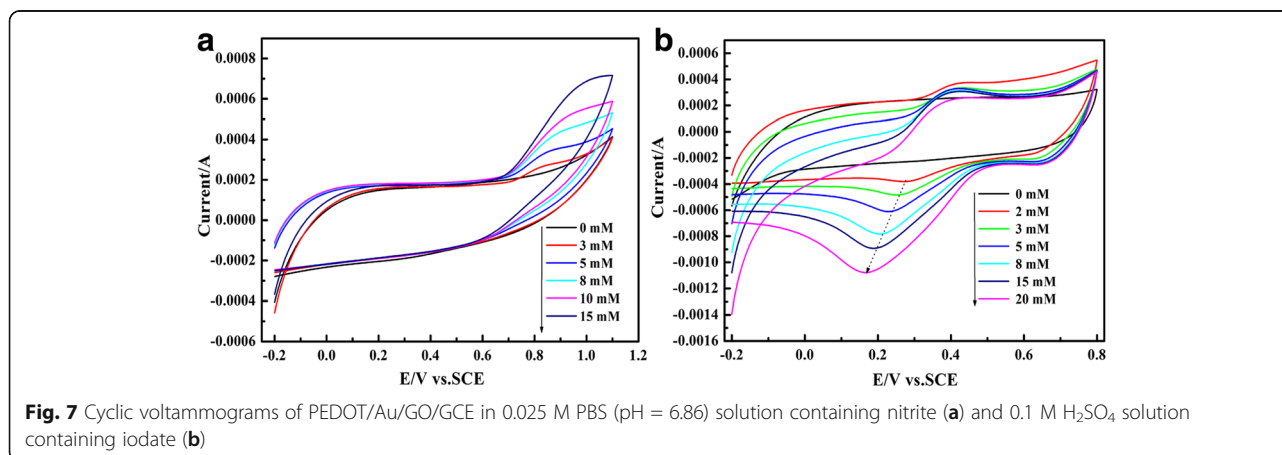 a
0.0008
0.0006
0.0004
0.0002
0.0000
-0.0002
-0.0004
-0.0006
Current/A
-0.2 0.0 0.2 0.4 0.6 0.8 1.0 1.2
E/V vs.SCE
0 mM
3 mM
5 mM
8 mM
10 mM
15 mM
b
0.0006
0.0004
0.0002
0.0000
-0.0002
-0.0004
-0.0006
-0.0008
-0.0010
-0.0012
-0.0014
-0.0016
Current/A
-0.2 0.0 0.2 0.4 0.6 0.8
E/V vs.SCE
0 mM
2 mM
3 mM
5 mM
8 mM
15 mM
20 mM
Fig. 7 Cyclic voltammograms of PEDOT/Au/GO/GCE in 0.025 M PBS (pH = 6.86) solution containing nitrite (a) and 0.1 M H₂SO₄ solution
containing iodate (b)